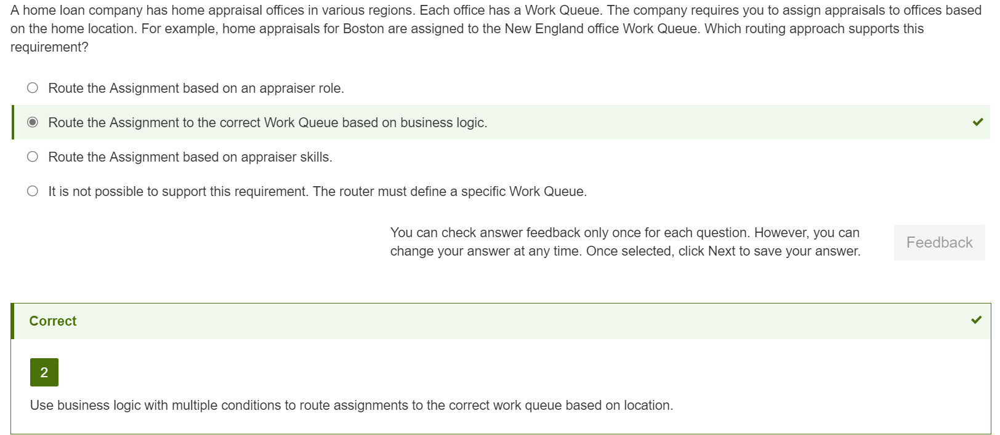 A home loan company has home appraisal offices in various regions. Each office has a Work Queue. The company requires you to assign appraisals to offices based
on the home location. For example, home appraisals for Boston are assigned to the New England office Work Queue. Which routing approach supports this
requirement?
Route the Assignment based on an appraiser role.
Route the Assignment to the correct Work Queue based on business logic.
Route the Assignment based on appraiser skills.
It is not possible to support this requirement. The router must define a specific Work Queue.
You can check answer feedback only once for each question. However, you can
change your answer at any time. Once selected, click Next to save your answer.
Feedback
Correct
2
Use business logic with multiple conditions to route assignments to the correct work queue based on location.